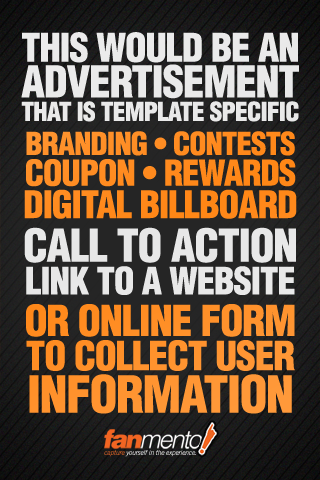 THIS WOULD BE AN
ADVERTISEMENT
THAT IS TEMPLATE SPECIFIC
BRANDING • CONTESTS
COUPON • REWARDS
DIGITAL BILLBOARD
CALL TO ACTION
LINK TO A WEBSITE
OR ONLINE FORM
TO COLLECT USER
INFORMATION
fanmento!
capture yourself in the experience.